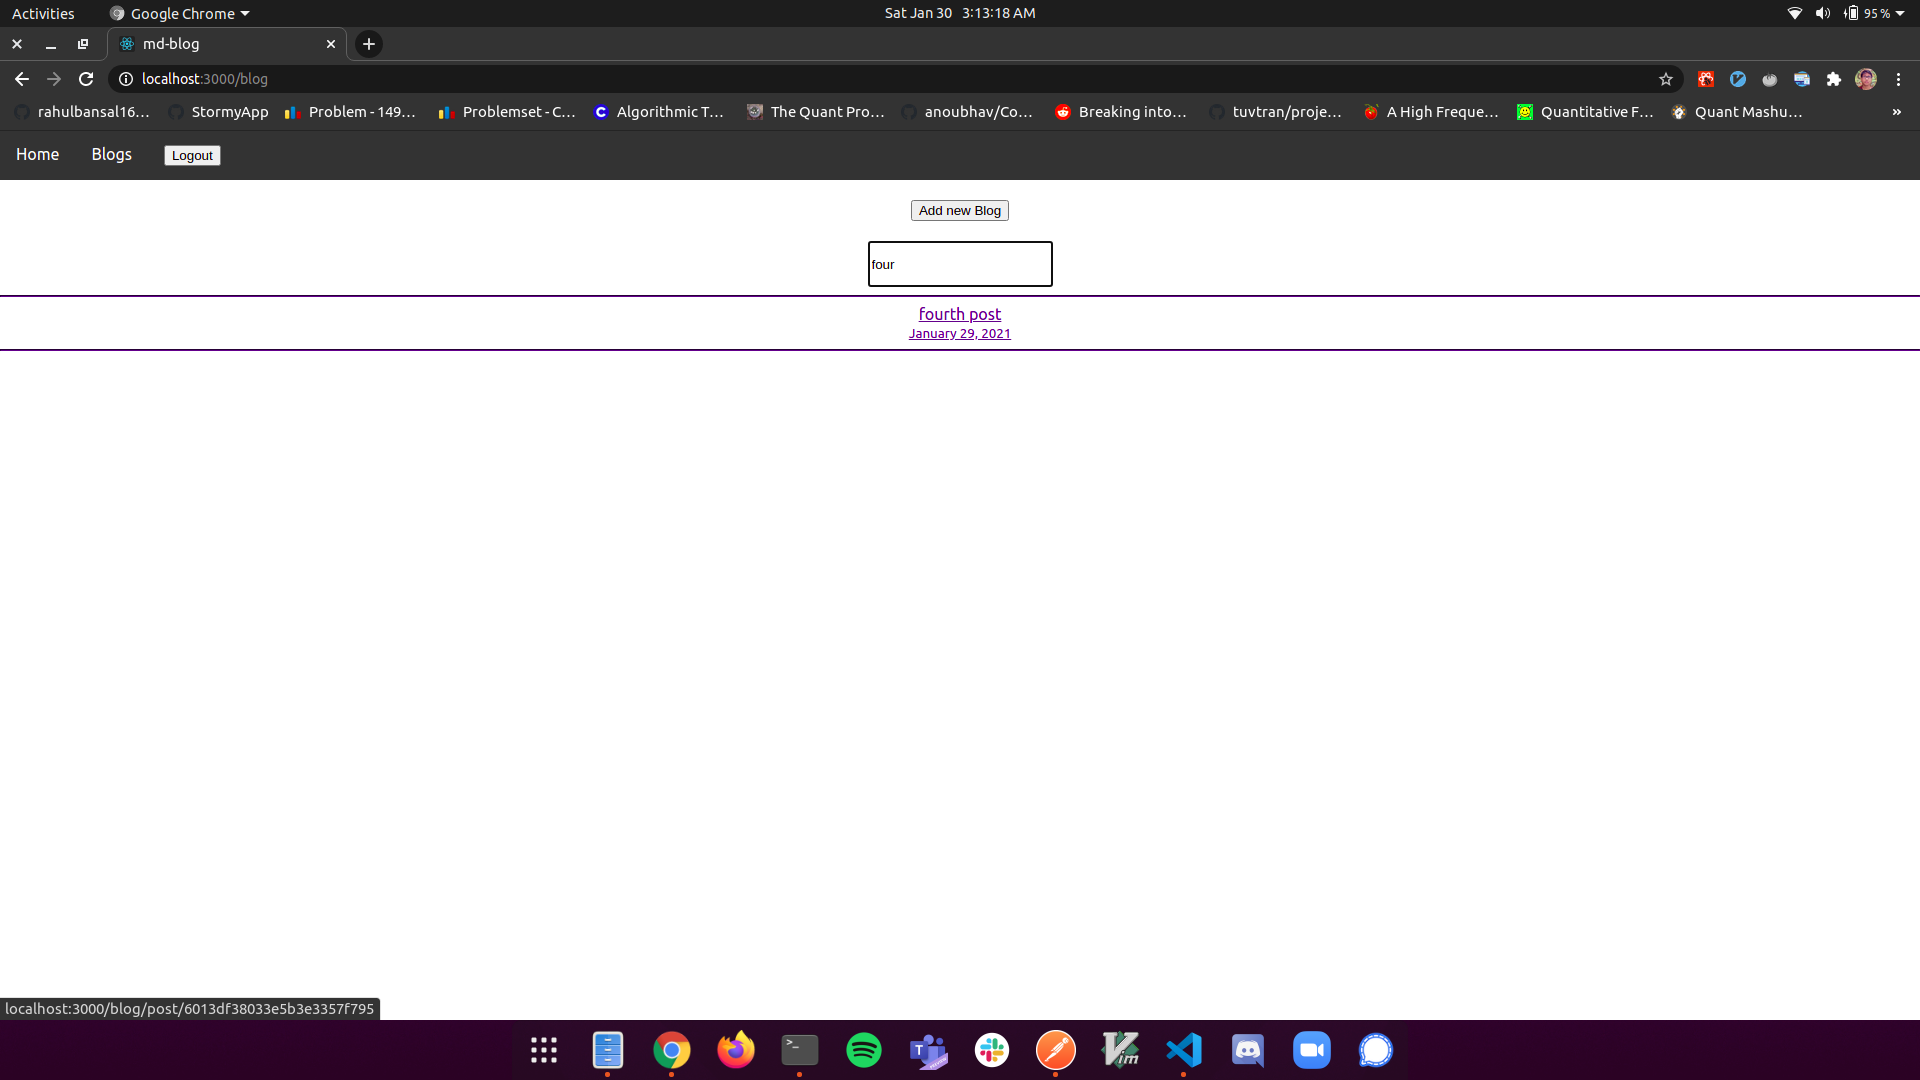 Activities Google Chrome Sat Jan 30 3:13:18 AM 95 %
md-blog
localhost:3000/blog
rahulbansal16... StormyApp Problem - 149... Problemset - C... Algorithmic T... The Quant Pro... anoubhav/Co... Breaking into... tuvtran/proje... A High Freque... Quantitative F... Quant Mashu... »
Home Blogs Logout
Add new Blog
four
fourth post
January 29, 2021
localhost:3000/blog/post/6013df38033e5b3e3357f795